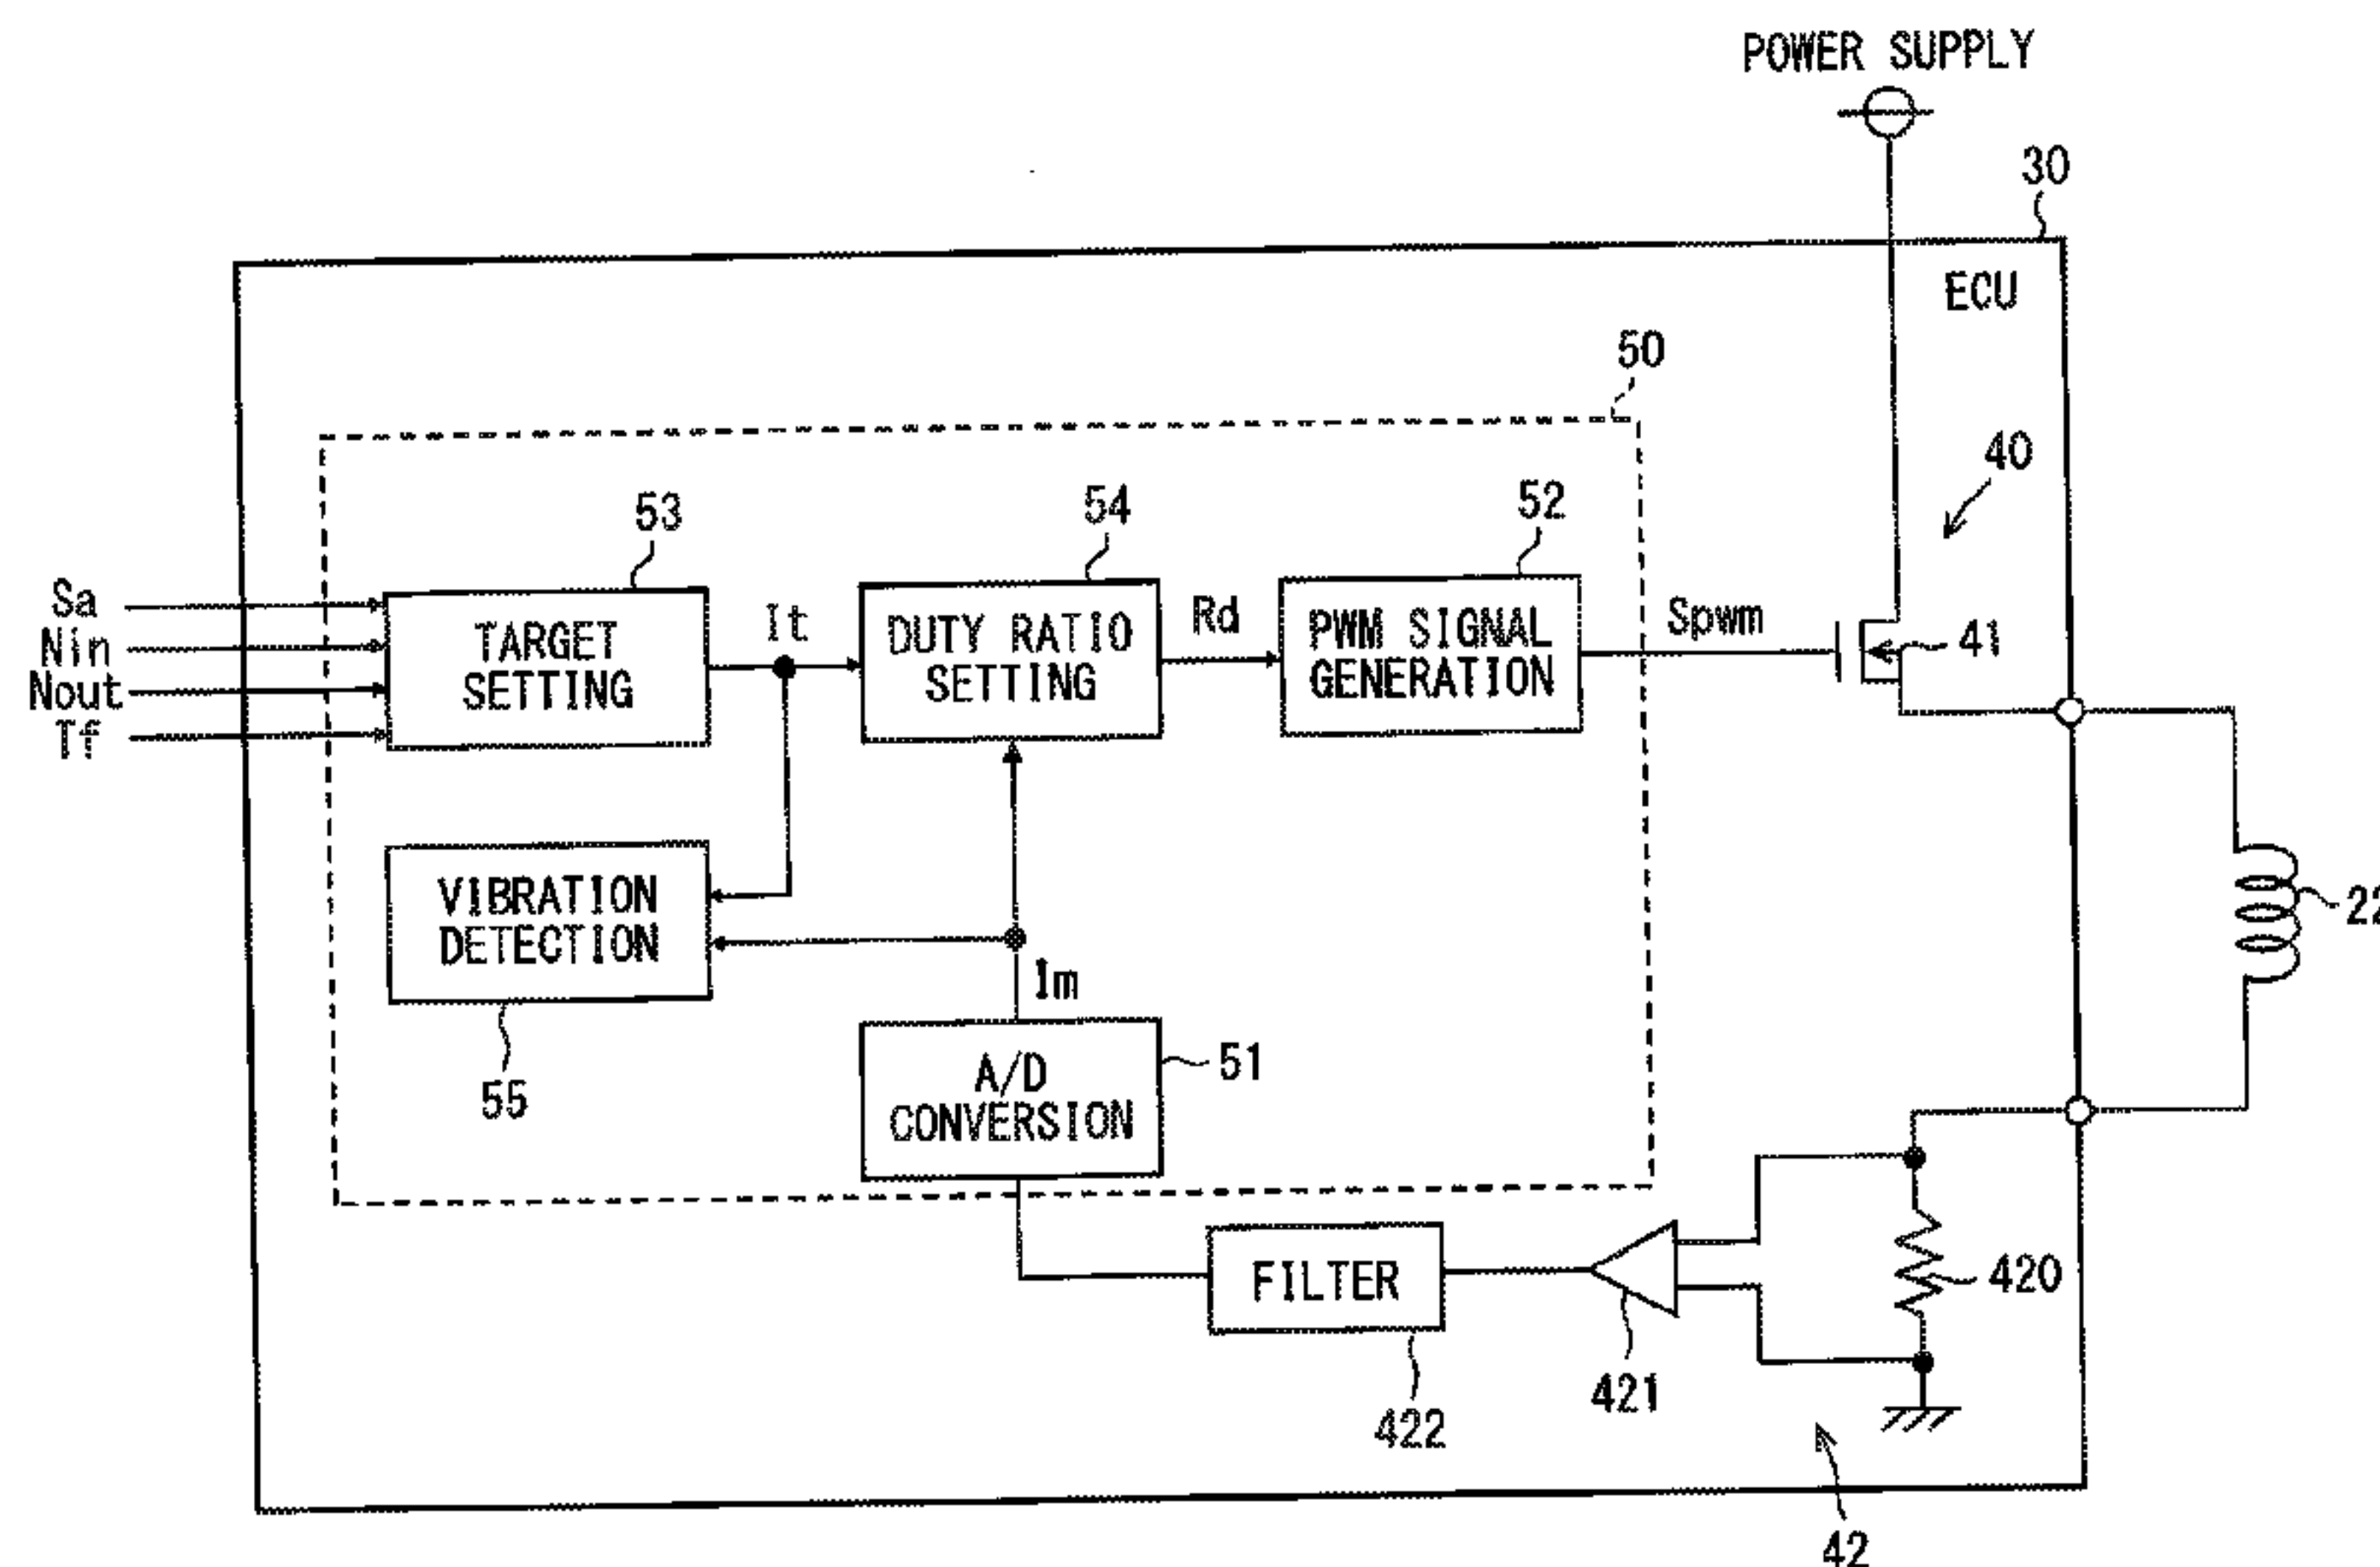 POWER SUPPLY
30
ECU
50
40
53
54
52
Sa
Nin
Nout
Tf
TARGET
SETTING
It
DUTY RATIO
SETTING
Rd
PWM SIGNAL
GENERATION
Spwm
41
VIBRATION
DETECTION
22
Im
55
A/D
CONVERSION
51
FILTER
420
421
422
42